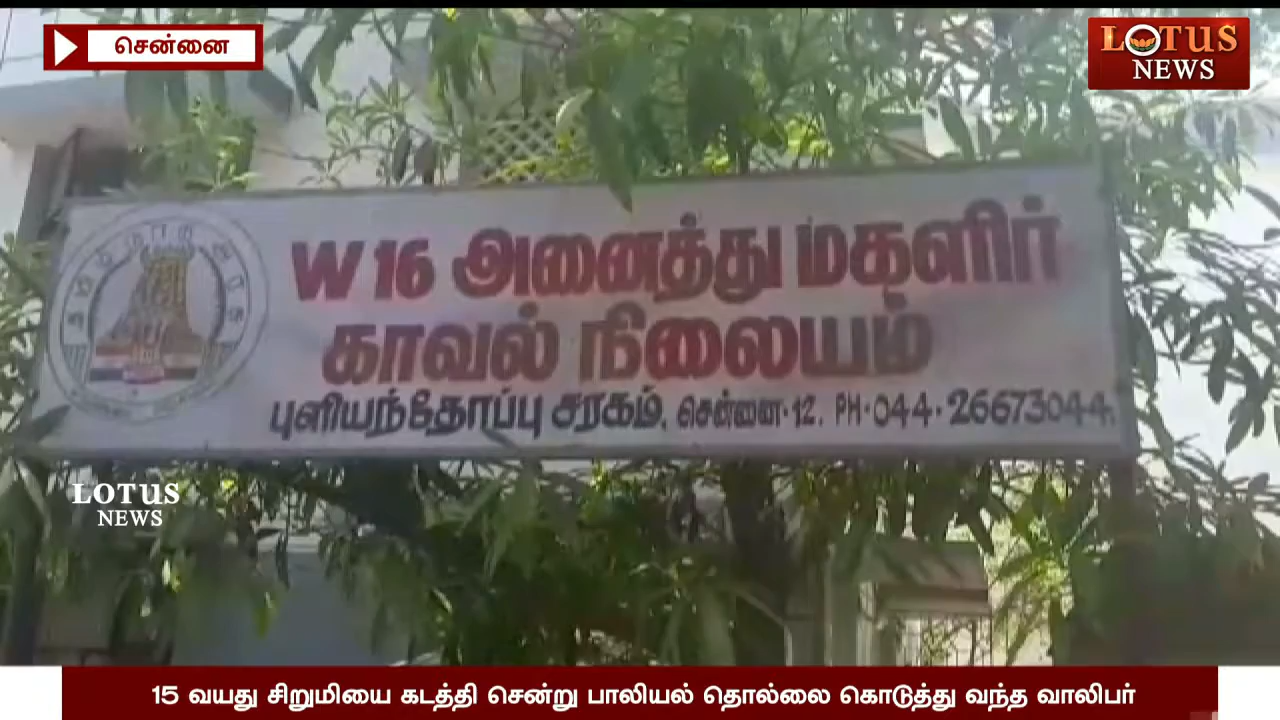 சென்னை
LOTUS
NEWS
W 16 அனைத்து மகளிர்
காவல் நிலையம்
புளியந்தோப்பு சரகம், சென்னை-12. PH-044-26673044.
LOTUS
NEWS
15 வயது சிறுமியை கடத்தி சென்று பாலியல் தொல்லை கொடுத்து வந்த வாலிபர்